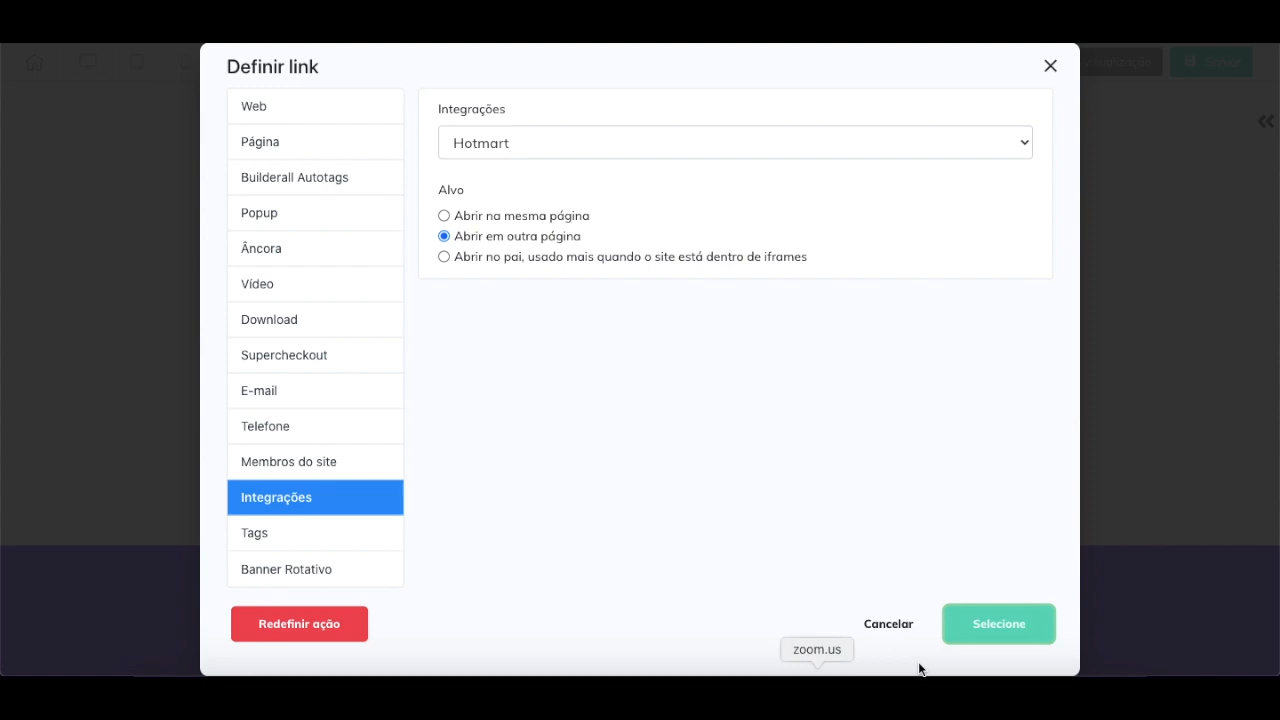 Definir link
Web
Página
Builderall Autotags
Popup
Âncora
Vídeo
Download
Supercheckout
E-mail
Telefone
Membros do site
Integrações
Tags
Banner Rotativo
Integrações
Hotmart
Alvo
Abrir na mesma página
Abrir em outra página
Abrir no pai, usado mais quando o site está dentro de iframes
Redefinir ação
Cancelar
Selecione
zoom.us